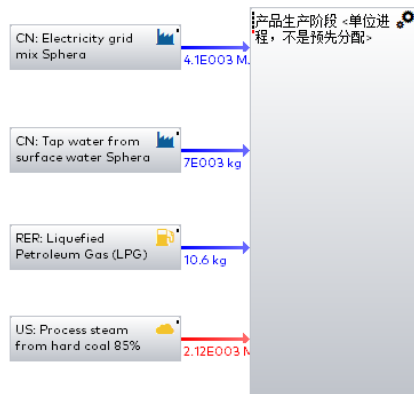 产品生产阶段 <单位进
程，不是预先分配>
CN: Electricity grid
mix Sphera
4.1E003 M.
CN: Tap water from
surface water Sphera
7E003 kg
RER: Liquefied
Petroleum Gas (LPG)
10.6 kg
US: Process steam
from hard coal 85%
2.12E003 M